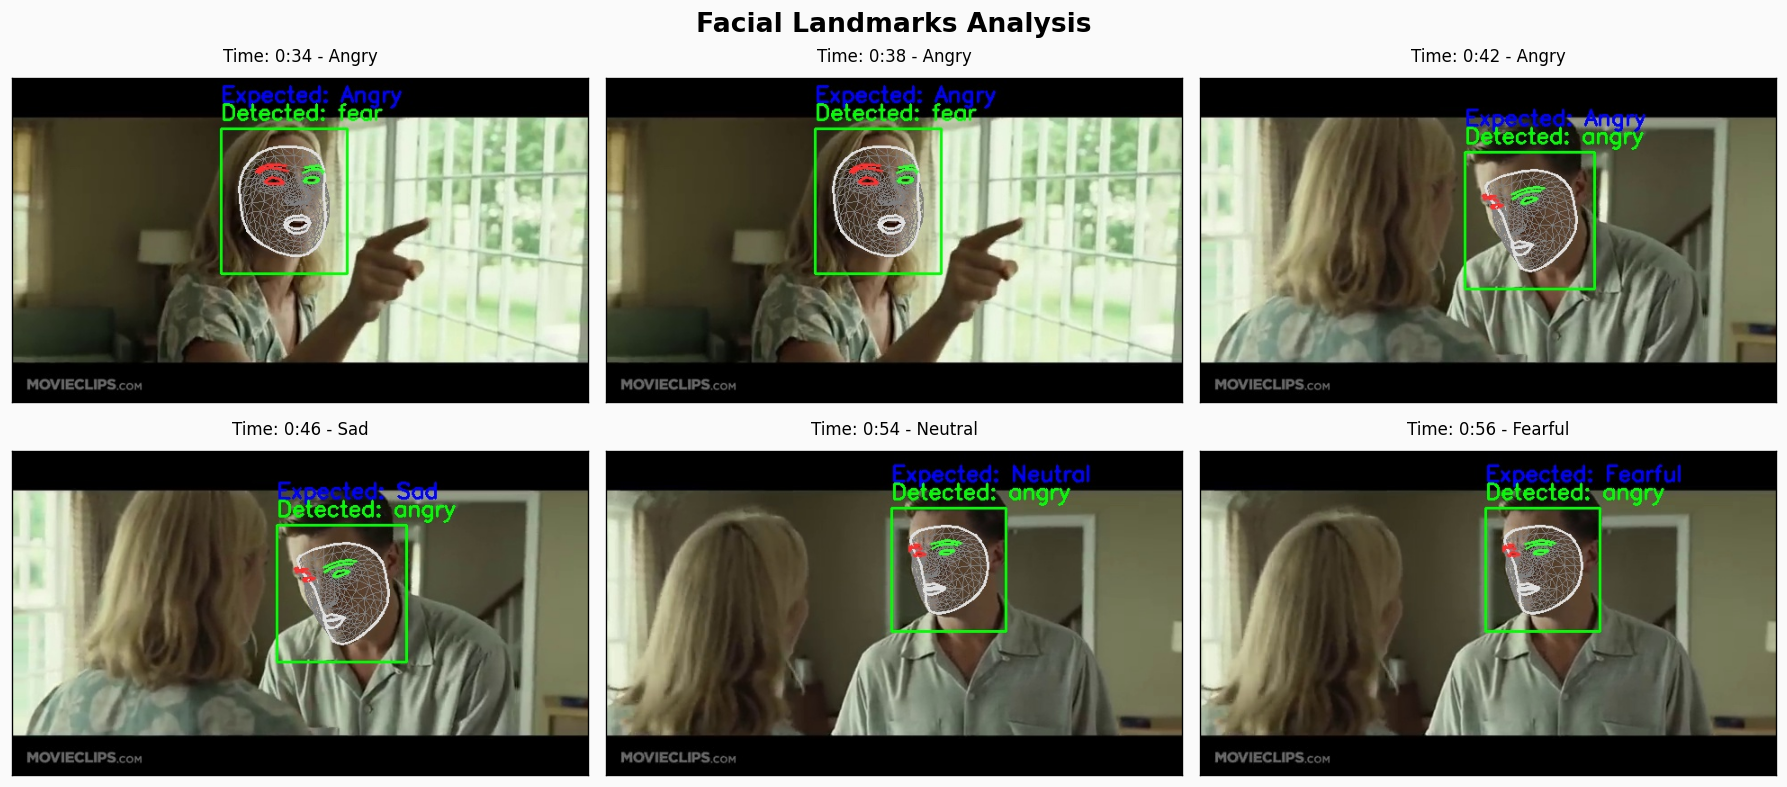 Facial Landmarks Analysis
Time: 0:34 - Angry
Expected: Angry
Detected: fear
MOVIECLIPS.COM
Time: 0:38 - Angry
Expected: Angry
Detected: fear
MOVIECLIPS.COM
Time: 0:42 - Angry
Expected: Angry
Detected: angry
MOVIECLIPS.COM
Time: 0:46 - Sad
Expected: Sad
Detected: angry
MOVIECLIPS.COM
Time: 0:54 - Neutral
Expected: Neutral
Detected: angry
MOVIECLIPS.COM
Time: 0:56 - Fearful
Expected: Fearful
Detected: angry
MOVIECLIPS.COM